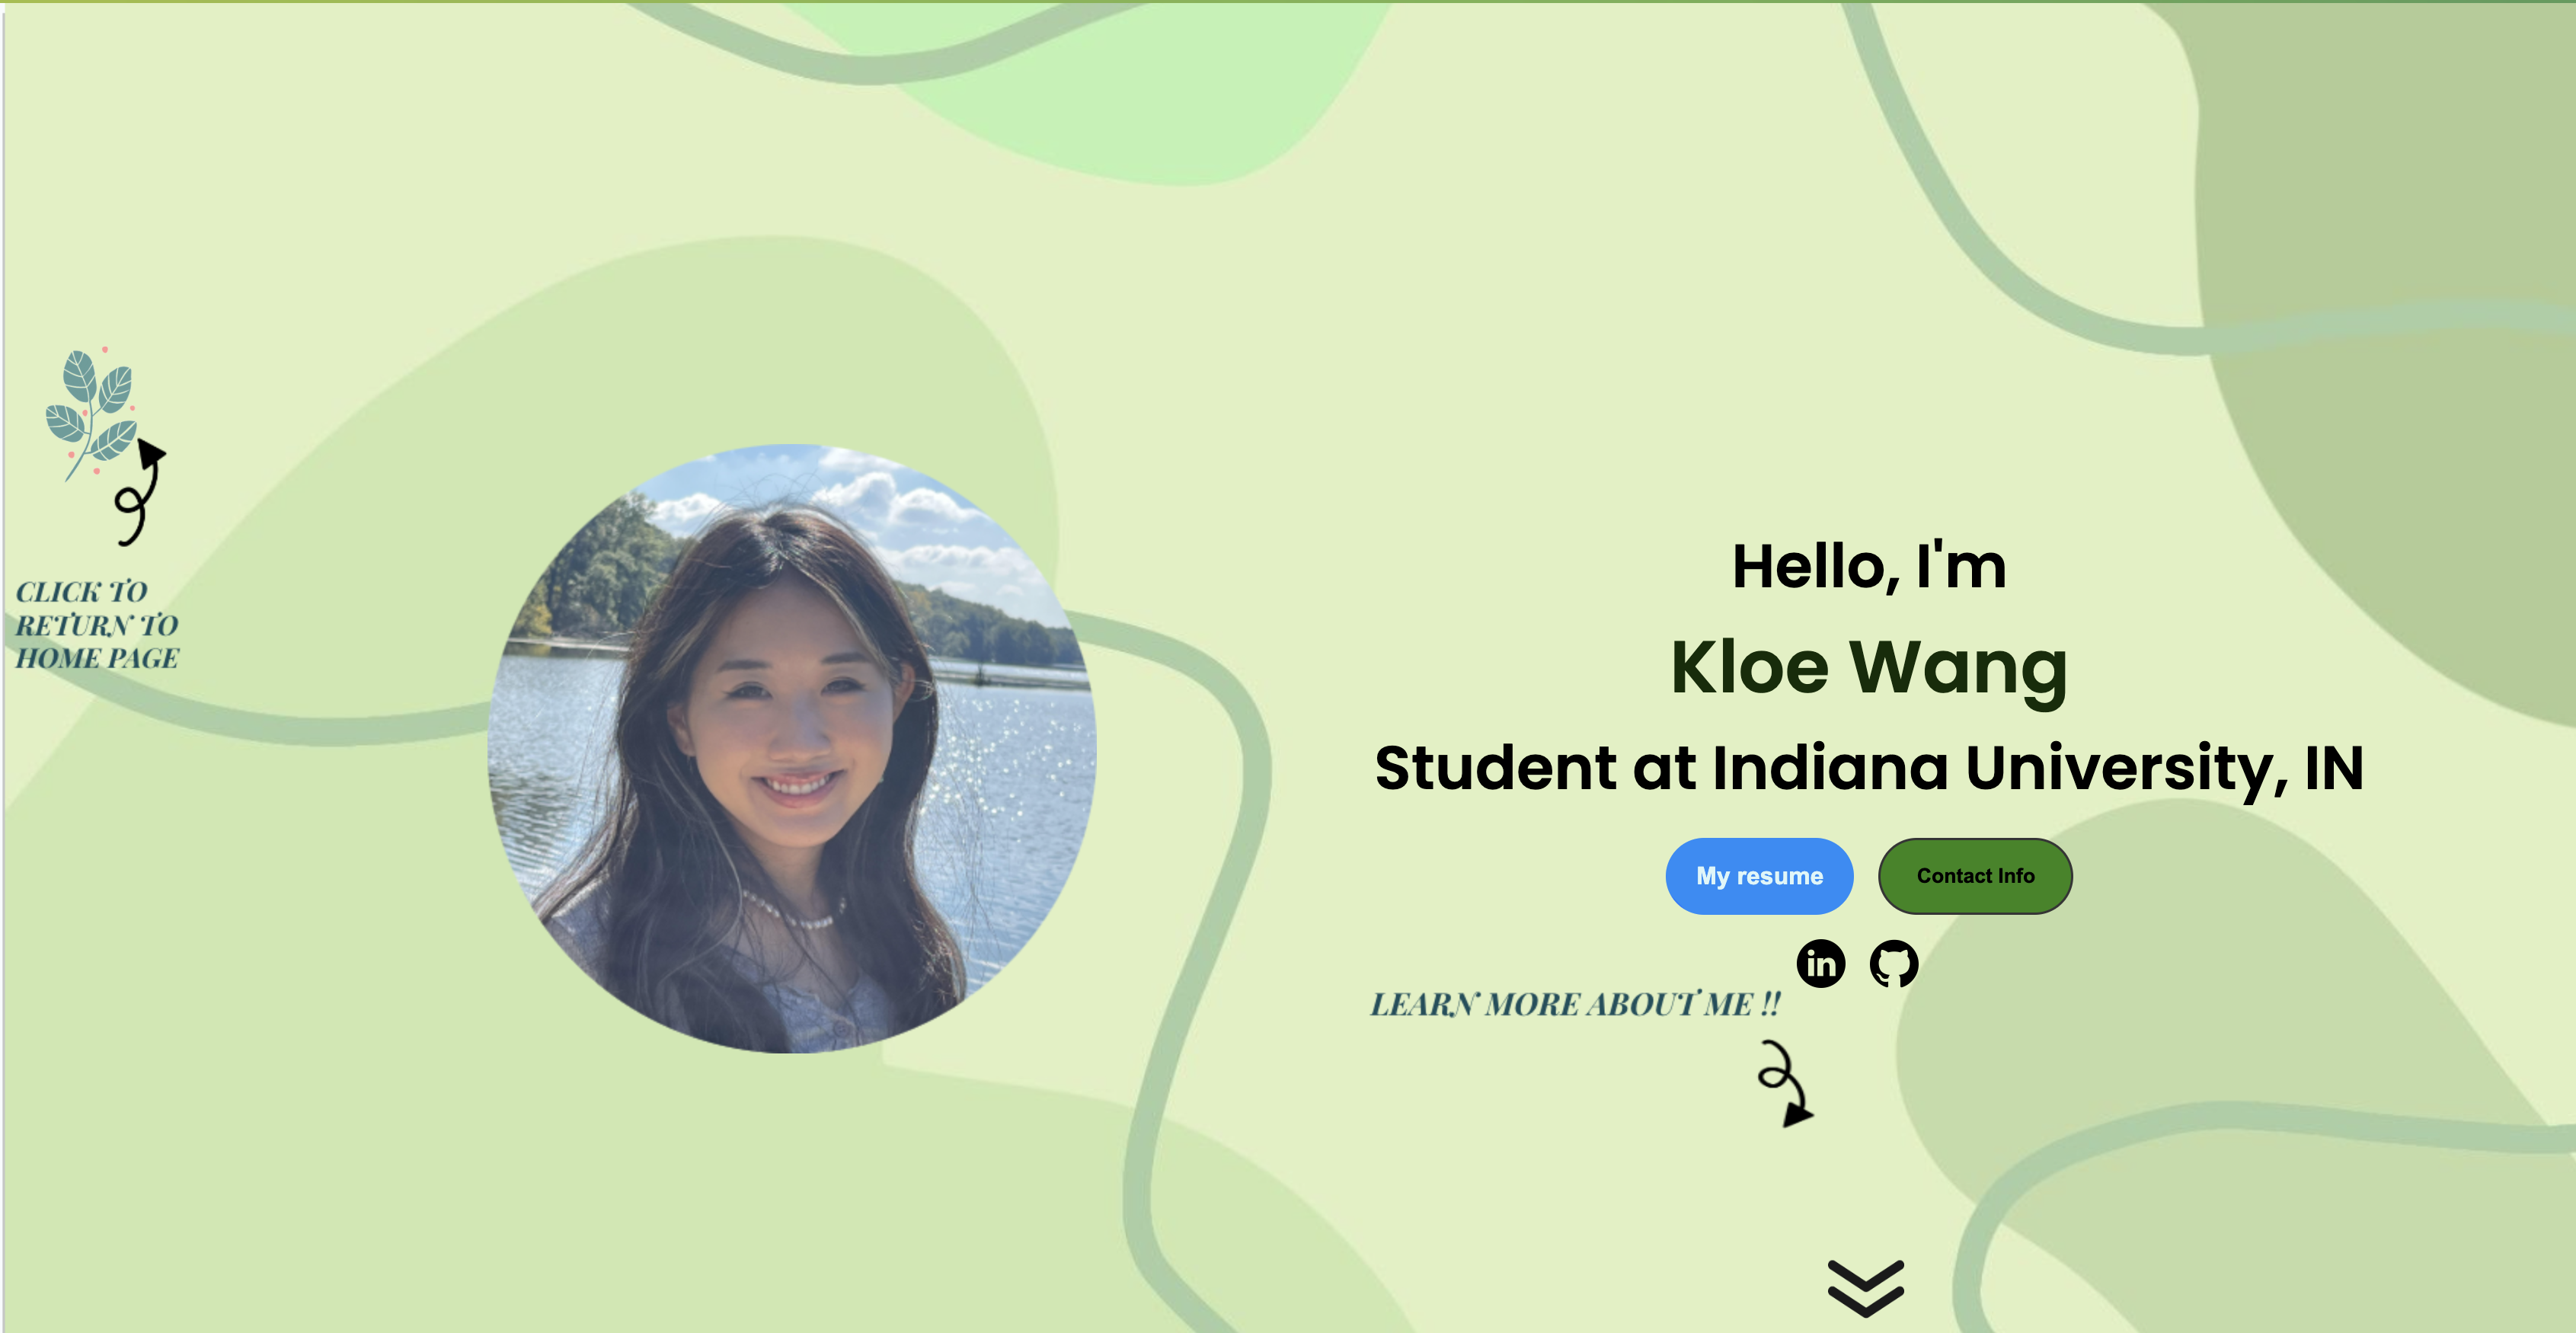 CLICK TO
RETURN TO
HOME PAGE
Hello, I'm
Kloe Wang
Student at Indiana University, IN
My resume
Contact Info
in
LEARN MORE ABOUT ME !!